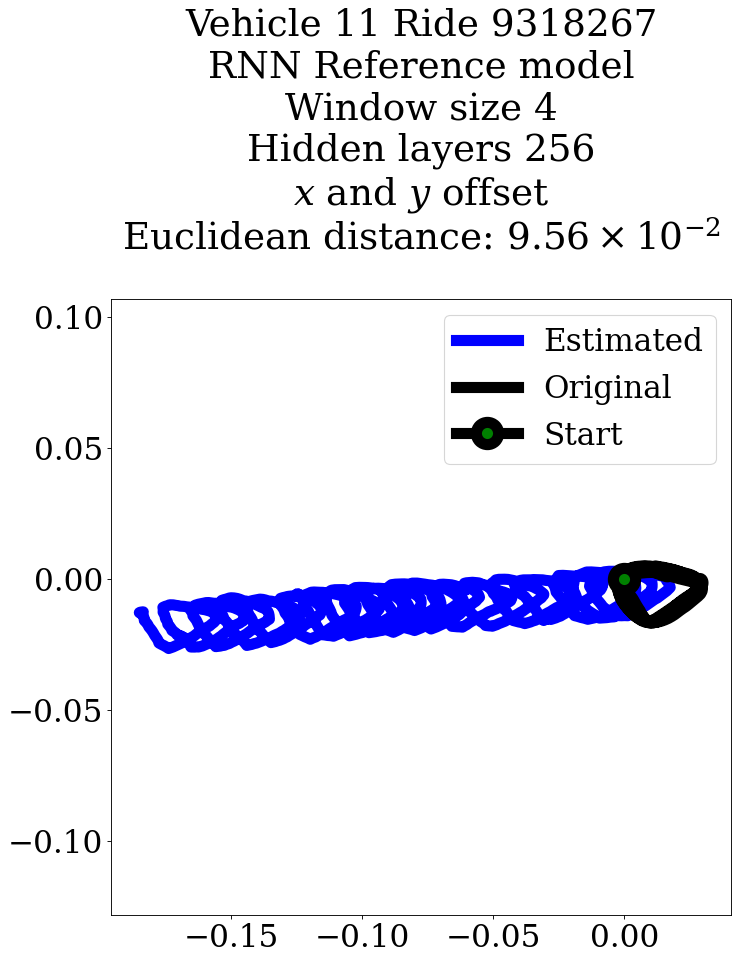 Vehicle 11 Ride 9318267
RNN Reference model
Window size 4
Hidden layers 256
x and y offset
Euclidean distance: 9.56 × 10⁻²
Estimated
Original
Start
0.10
0.05
0.00
−0.05
−0.10
−0.15 −0.10 −0.05 0.00